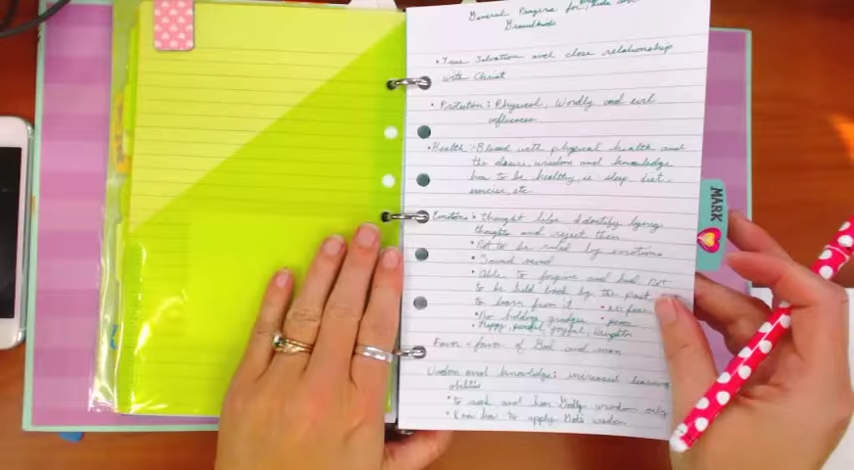 General Prayers for, Kids and
Grandkids
• True Salvation and close relationship
with Christ
• Protection: Physical, Wordly and evil
influences
• Health: Blessed with physical health and
the desire, wisdom and knowledge
how to be healthy, ie sleep, diet,
exercise, etc
Emotions: thought life identify lying
thoughts and reject them
• Not to be ruled by emotions
• Sound mind
• Able to forgive and not
to be held back by the past
to learn from it
• No holding grudges • peace
• Happy, joyful, laughter
Favor: favor of God and man
Wisdom and knowledge: increased learning
abilities
• to seek and hear Godly wisdom only
• Know how to apply God's wisdom
MARK